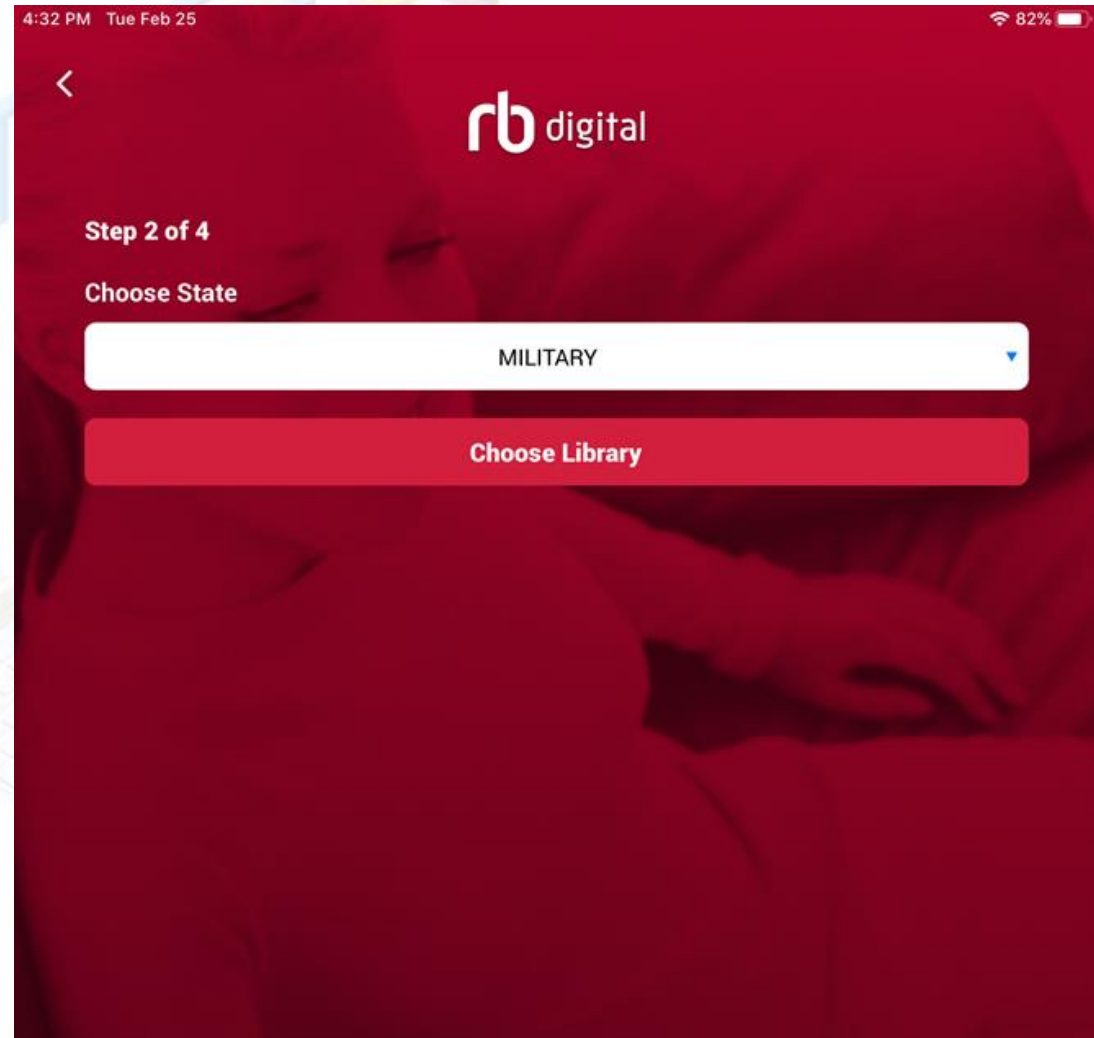 4:32 PM Tue Feb 25 82%
rb digital
Step 2 of 4
Choose State
MILITARY
Choose Library